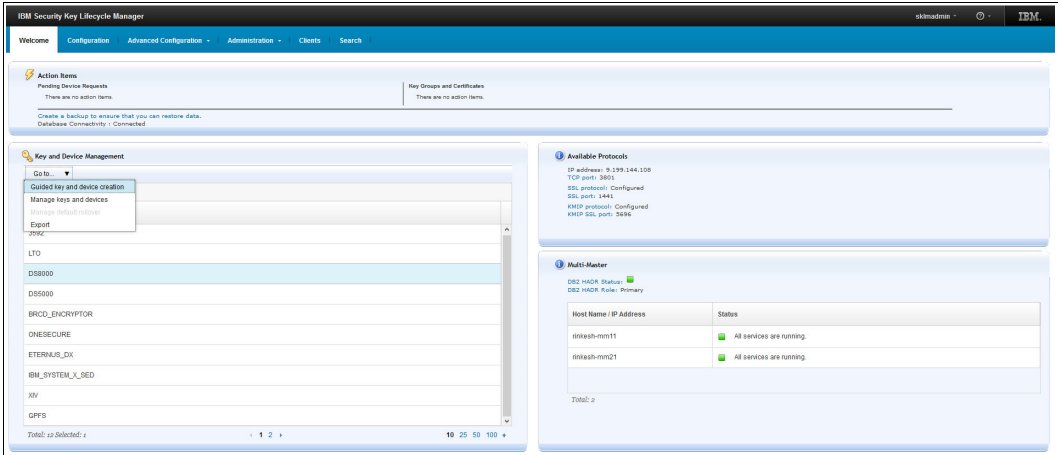 IBM Security Key Lifecycle Manager
sklmadmin
IBM.
Welcome Configuration Advanced Configuration Administration Clients Search
Action Items
Pending Device Requests
There are no action items.
Key Groups and Certificates
There are no action items.
Create a backup to ensure that you can restore data.
Database Connectivity : Connected
Key and Device Management
Go to...
Guided key and device creation
Manage keys and devices
Manage default rollover
Export
3592
LTO
DS8000
DS5000
BRCD_ENCRYPTOR
ONESECURE
ETERNUS_DX
IBM_SYSTEM_X_SED
XIV
GPFS
Total: 12 Selected: 1
1 2
10 25 50 100
Available Protocols
IP address: 9.199.144.108
TCP port: 3801
SSL protocol: Configured
SSL port: 1441
KMIP protocol: Configured
KMIP SSL port: 5696
Multi-Master
DB2 HADR Status:
DB2 HADR Role: Primary
Host Name / IP Address Status
rinkesh-mm11 All services are running.
rinkesh-mm21 All services are running.
Total: 2